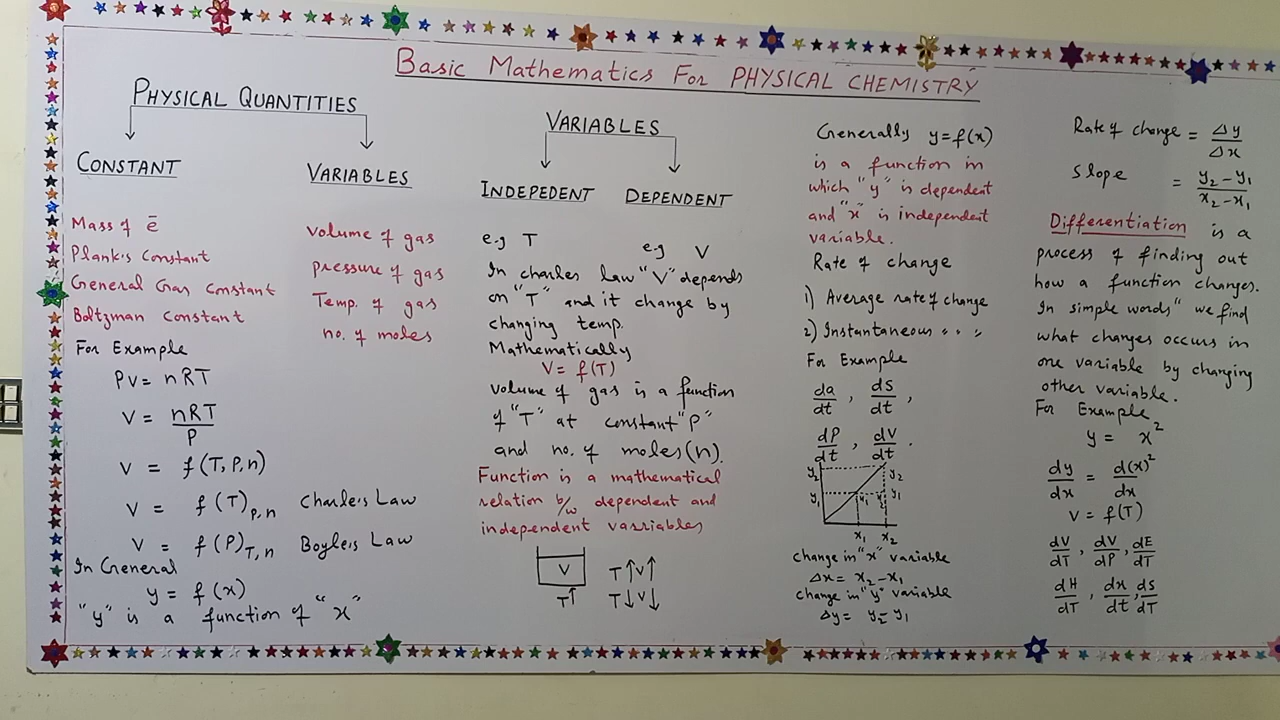 Basic Mathematics For PHYSICAL CHEMISTRY
PHYSICAL QUANTITIES
CONSTANT
Mass of ē
Plank's Constant
General Gas Constant
Boltzman Constant
VARIABLES
volume of gas
pressure of gas
Temp. of gas
no. of moles
For Example
PV = nRT
V = nRT/P
V = f(T, P, n)
V = f(T)P,n Charle's Law
V = f(P)T,n Boyle's Law
In General
y = f(x)
"y" is a function of "x"
VARIABLES
INDEPEDENT
DEPENDENT
e.g T
e.g V
In charles law "V" depends
on "T" and it change by
changing temp.
Mathematically
V = f(T)
volume of gas is a function
of "T" at constant "P"
and no. of moles (n).
Function is a mathematical
relation b/w dependent and
independent varriables
V
T↑
T↑V↑
T↓V↓
Generally y=f(x)
is a function in
which "y" is dependent
and "x" is independent
variable.
Rate of change
1) Average rate of change
2) Instantaneous " " "
For Example
da/dt , ds/dt ,
dP/dt , dV/dt .
y2
y2
y1
y1
x1 x2
change in "x" variable
Δx = x2-x1
change in "y" variable
Δy = y2-y1
Rate of change = Δy/Δx
Slope = y2-y1/x2-x1
Differentiation is a
process of finding out
how a function changes.
In simple words "we find
what changes occurs in
one variable by changing
other variable.
For Example
y = x²
dy/dx = d(x)²/dx
V = f(T)
dV/dT , dV/dP , dE/dT
dH/dT , dx/dt , ds/dT